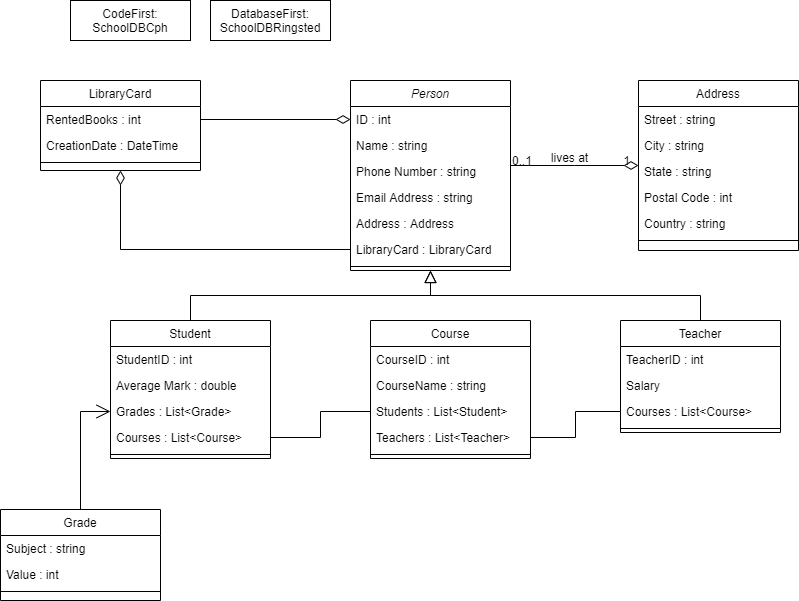 CodeFirst:
SchoolDBCph
DatabaseFirst:
SchoolDBRingsted
LibraryCard
RentedBooks : int
CreationDate : DateTime
Person
ID : int
Name : string
Phone Number : string
Email Address : string
Address : Address
LibraryCard : LibraryCard
0..1
lives at
1
Address
Street : string
City : string
State : string
Postal Code : int
Country : string
Student
StudentID : int
Average Mark : double
Grades : List<Grade>
Courses : List<Course>
Course
CourseID : int
CourseName : string
Students : List<Student>
Teachers : List<Teacher>
Teacher
TeacherID : int
Salary
Courses : List<Course>
Grade
Subject : string
Value : int